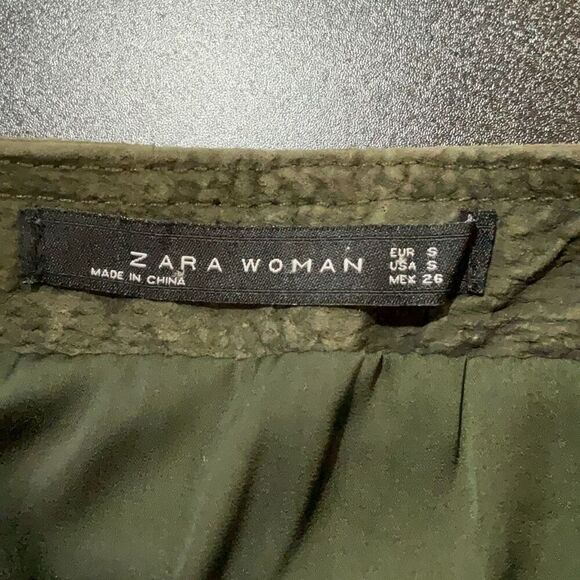 ZARA WOMAN
MADE IN CHINA
EUR S
USA S
MEX 26